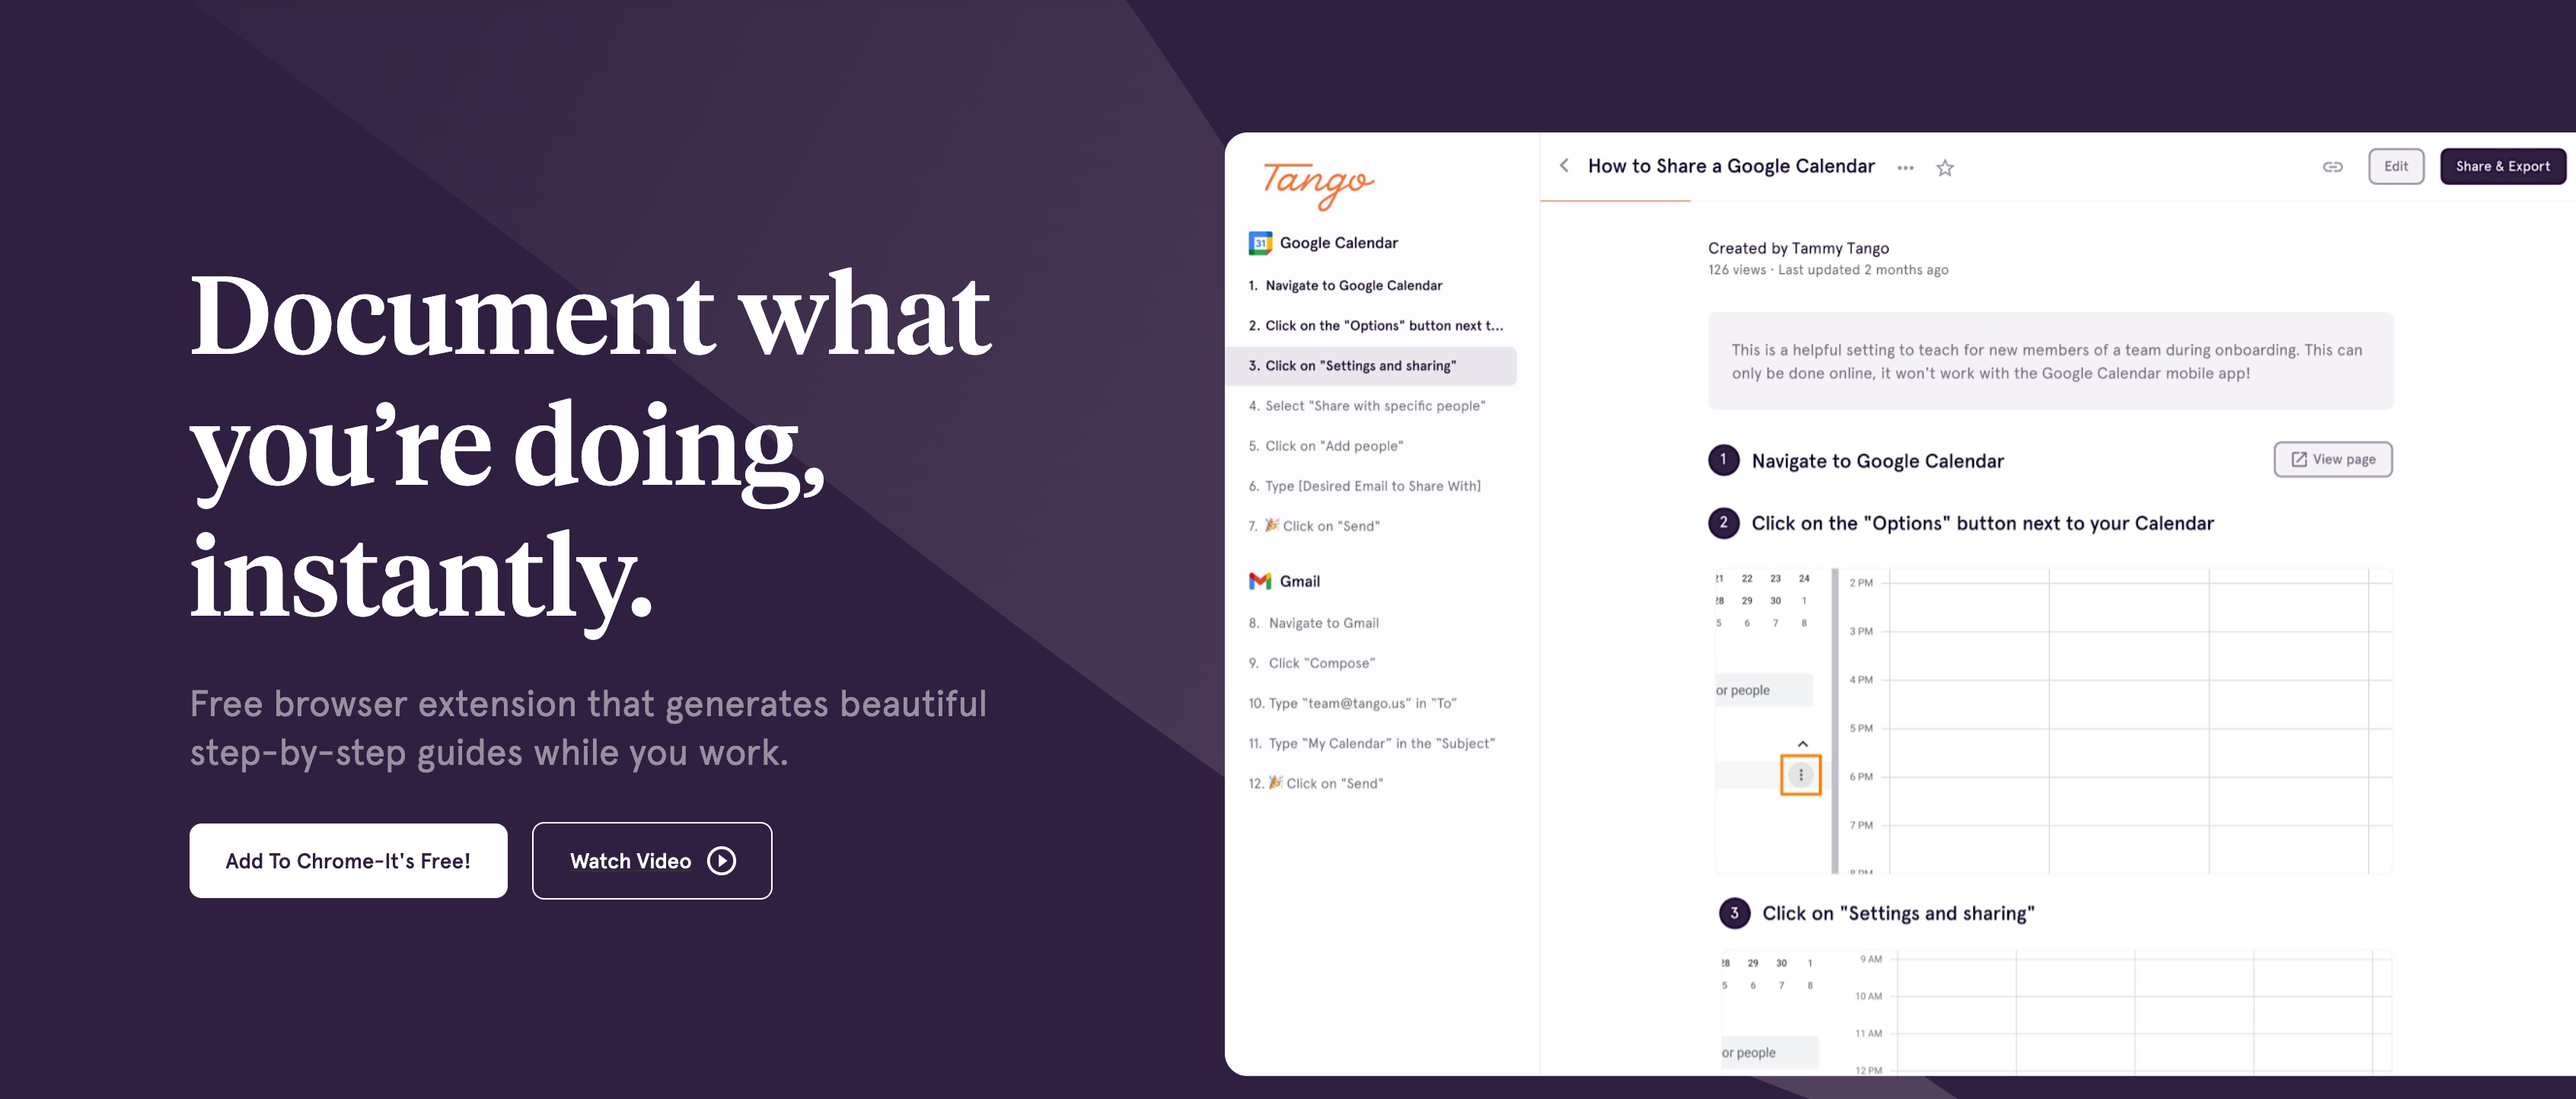 Document what
you’re doing,
instantly.
Free browser extension that generates beautiful
step-by-step guides while you work.
Add To Chrome-It's Free!
Watch Video
Tango
31
Google Calendar
1. Navigate to Google Calendar
2. Click on the "Options" button next t...
3. Click on "Settings and sharing"
4. Select "Share with specific people"
5. Click on "Add people"
6. Type [Desired Email to Share With]
7. 🎉 Click on "Send"
Gmail
8. Navigate to Gmail
9. Click “Compose”
10. Type “team@tango.us” in “To”
11. Type “My Calendar” in the “Subject”
12. 🎉 Click on "Send"
How to Share a Google Calendar
Edit
Share & Export
Created by Tammy Tango
126 views · Last updated 2 months ago
This is a helpful setting to teach for new members of a team during onboarding. This can
only be done online, it won't work with the Google Calendar mobile app!
1 Navigate to Google Calendar
View page
2 Click on the "Options" button next to your Calendar
21 22 23 24
28 29 30 1
5 6 7 8
or people
2 PM
3 PM
4 PM
5 PM
6 PM
7 PM
8 PM
3 Click on "Settings and sharing"
28 29 30 1
5 6 7 8
or people
9 AM
10 AM
11 AM
12 PM